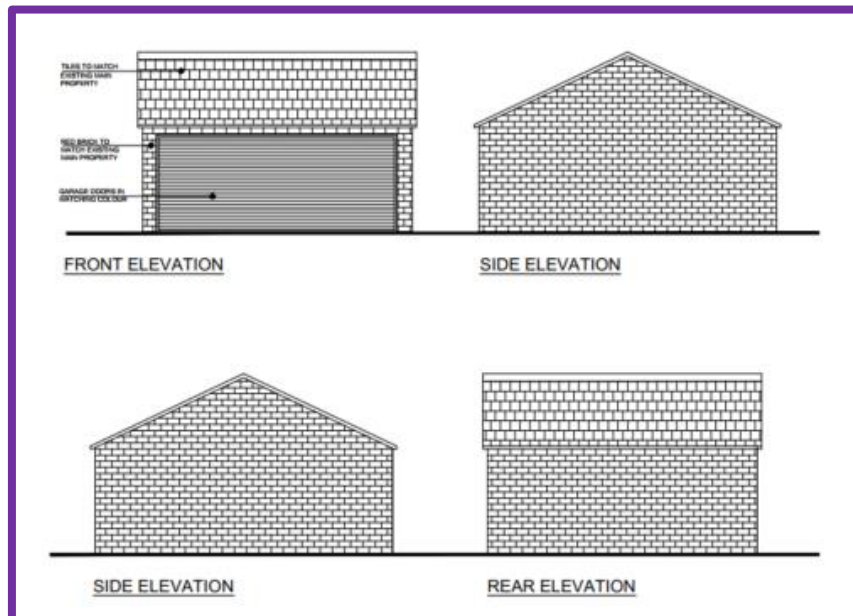 TILES TO MATCH
EXISTING MAIN
PROPERTY
RED BRICK TO
MATCH EXISTING
MAIN PROPERTY
GARAGE DOORS IN
MATCHING COLOUR
FRONT ELEVATION
SIDE ELEVATION
SIDE ELEVATION
REAR ELEVATION